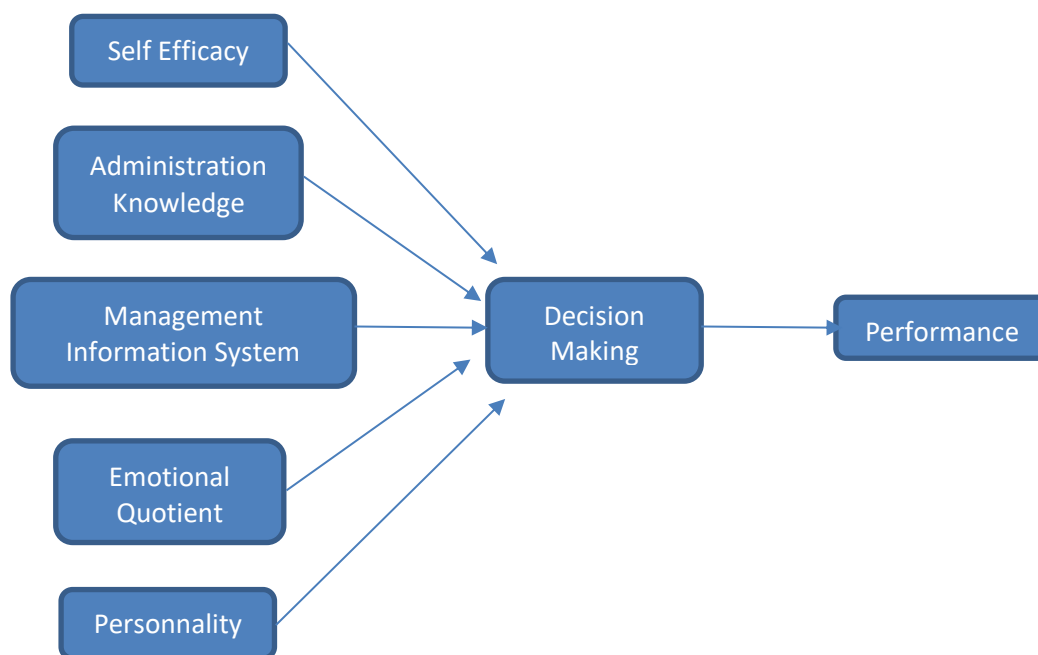 Self Efficacy
Administration
Knowledge
Management
Information System
Emotional
Quotient
Personnality
Decision
Making
Performance